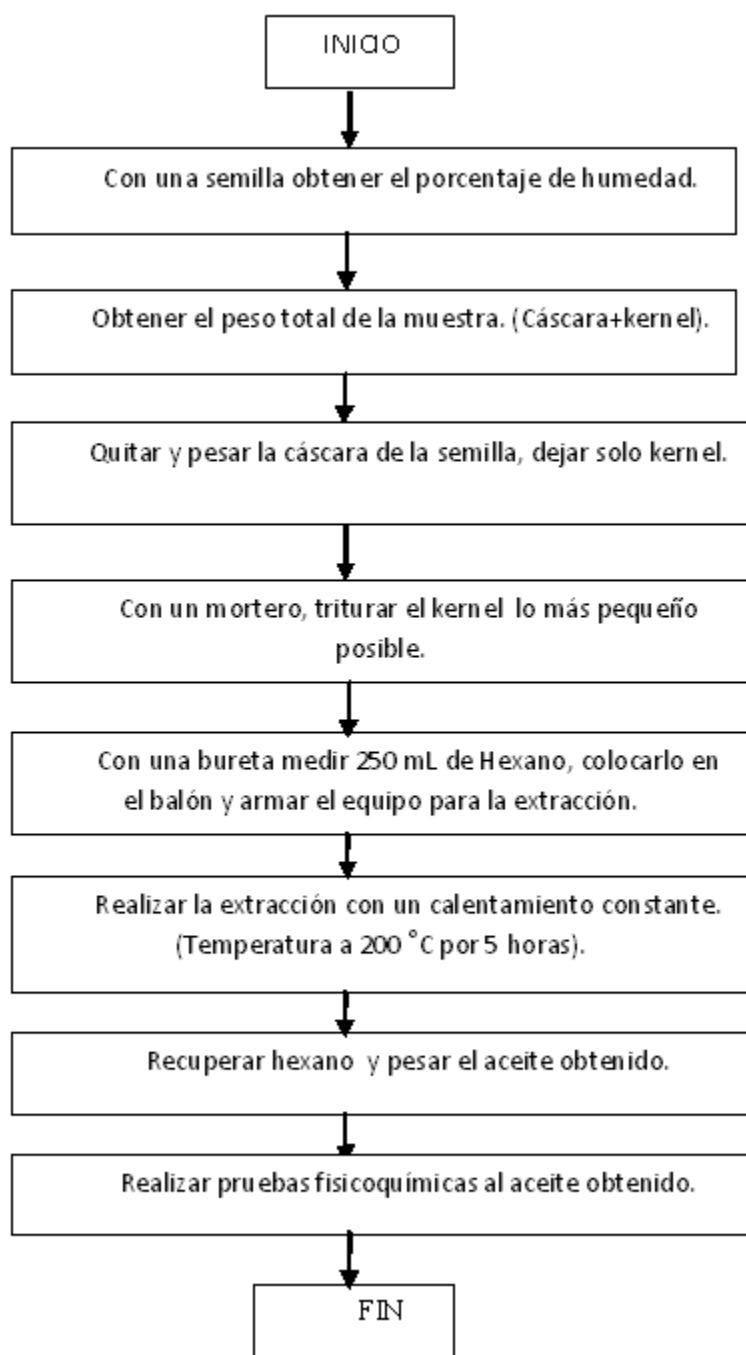 INICIO
Con una semilla obtener el porcentaje de humedad.
Obtener el peso total de la muestra. (Cáscara+kernel).
Quitar y pesar la cáscara de la semilla, dejar solo kernel.
Con un mortero, triturar el kernel lo más pequeño
posible.
Con una bureta medir 250 mL de Hexano, colocarlo en
el balón y armar el equipo para la extracción.
Realizar la extracción con un calentamiento constante.
(Temperatura a 200 °C por 5 horas).
Recuperar hexano y pesar el aceite obtenido.
Realizar pruebas fisicoquímicas al aceite obtenido.
FIN